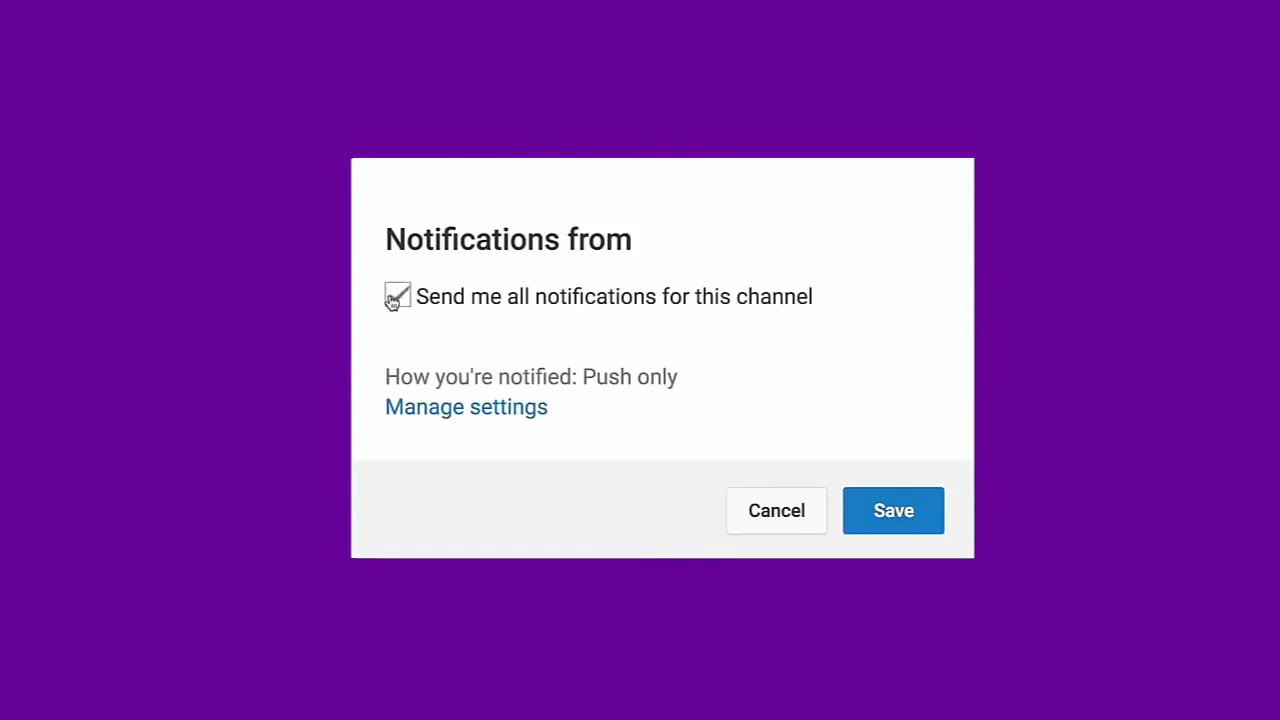 Notifications from
Send me all notifications for this channel
How you're notified: Push only
Manage settings
Cancel Save